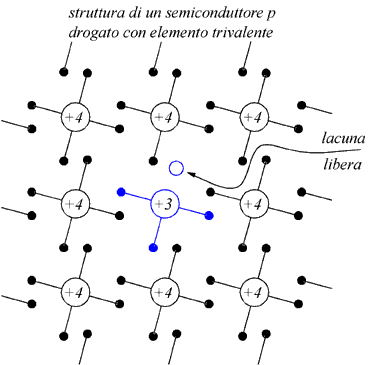 struttura di un semiconduttore p
drogato con elemento trivalente
+4 +4 +4
lacuna
libera
+4 +3 +4
+4 +4 +4